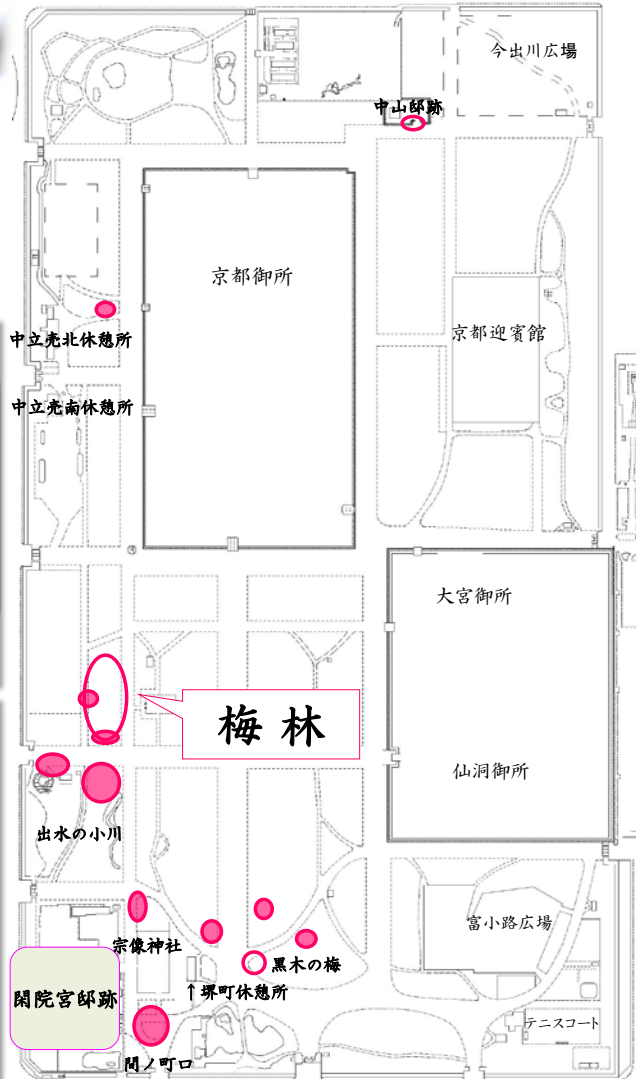 今出川広場
中山邸跡
京都御所
中立売北休憩所
京都迎賓館
中立売南休憩所
大宮御所
梅林
仙洞御所
出水の小川
富小路広場
宗像神社
黒木の梅
↑堺町休憩所
閑院宮邸跡
テニスコート
間ノ町口